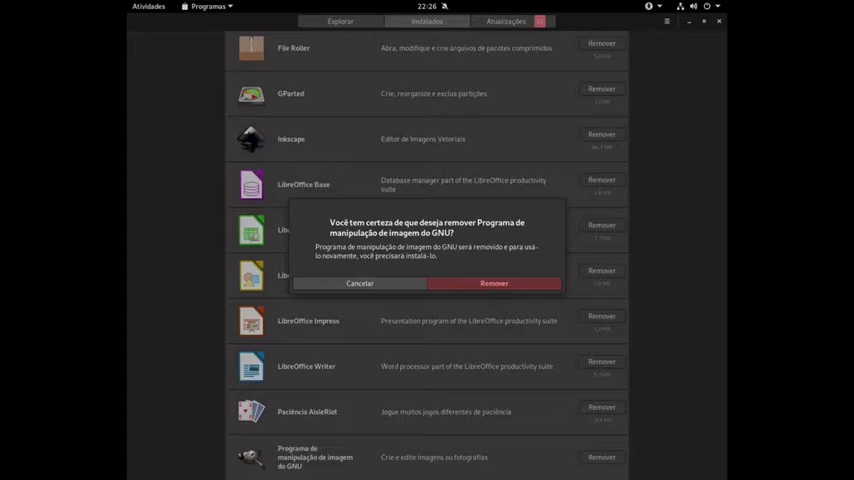 Atividades
Programas
22:26
Explorar
Instalados
Atualizações
File Roller
Abra, modifique e crie arquivos de pacotes comprimidos
Remover
GParted
Crie, reorganize e exclua partições
Remover
Inkscape
Editor de Imagens Vetoriais
Remover
LibreOffice Base
Database manager part of the LibreOffice productivity
suite
Remover
Remover
Você tem certeza de que deseja remover Programa de
manipulação de imagem do GNU?
Programa de manipulação de imagem do GNU será removido e para usá-
lo novamente, você precisará instalá-lo.
Remover
Cancelar
Remover
LibreOffice Impress
Presentation program of the LibreOffice productivity suite
Remover
LibreOffice Writer
Word processor part of the LibreOffice productivity suite
Remover
Paciência AisleRiot
Jogue muitos jogos diferentes de paciência
Remover
Programa de
manipulação de imagem
do GNU
Crie e edite imagens ou fotografias
Remover